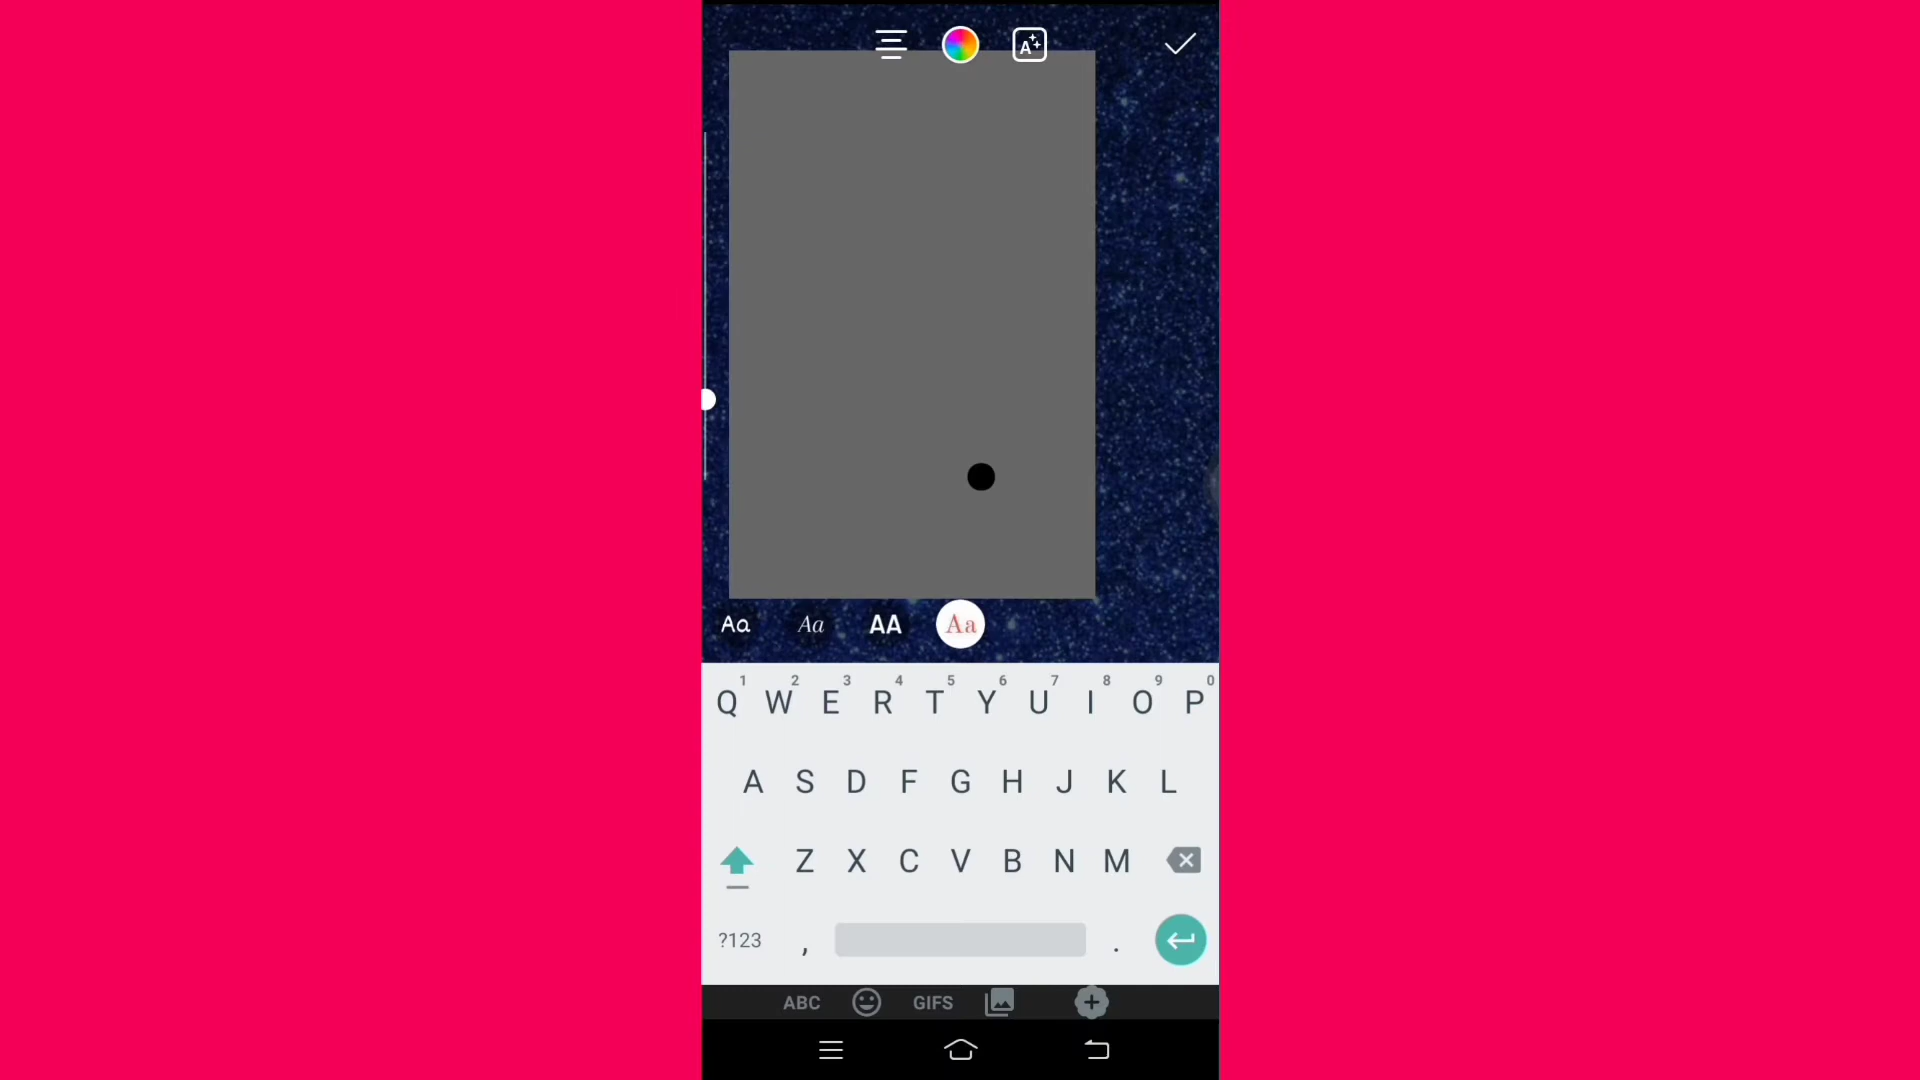 A
Aa Aa AA Aa
1 2 3 4 5 6 7 8 9 0
Q W E R T Y U I O P
A S D F G H J K L
Z X C V B N M
?123 , .
ABC GIFS